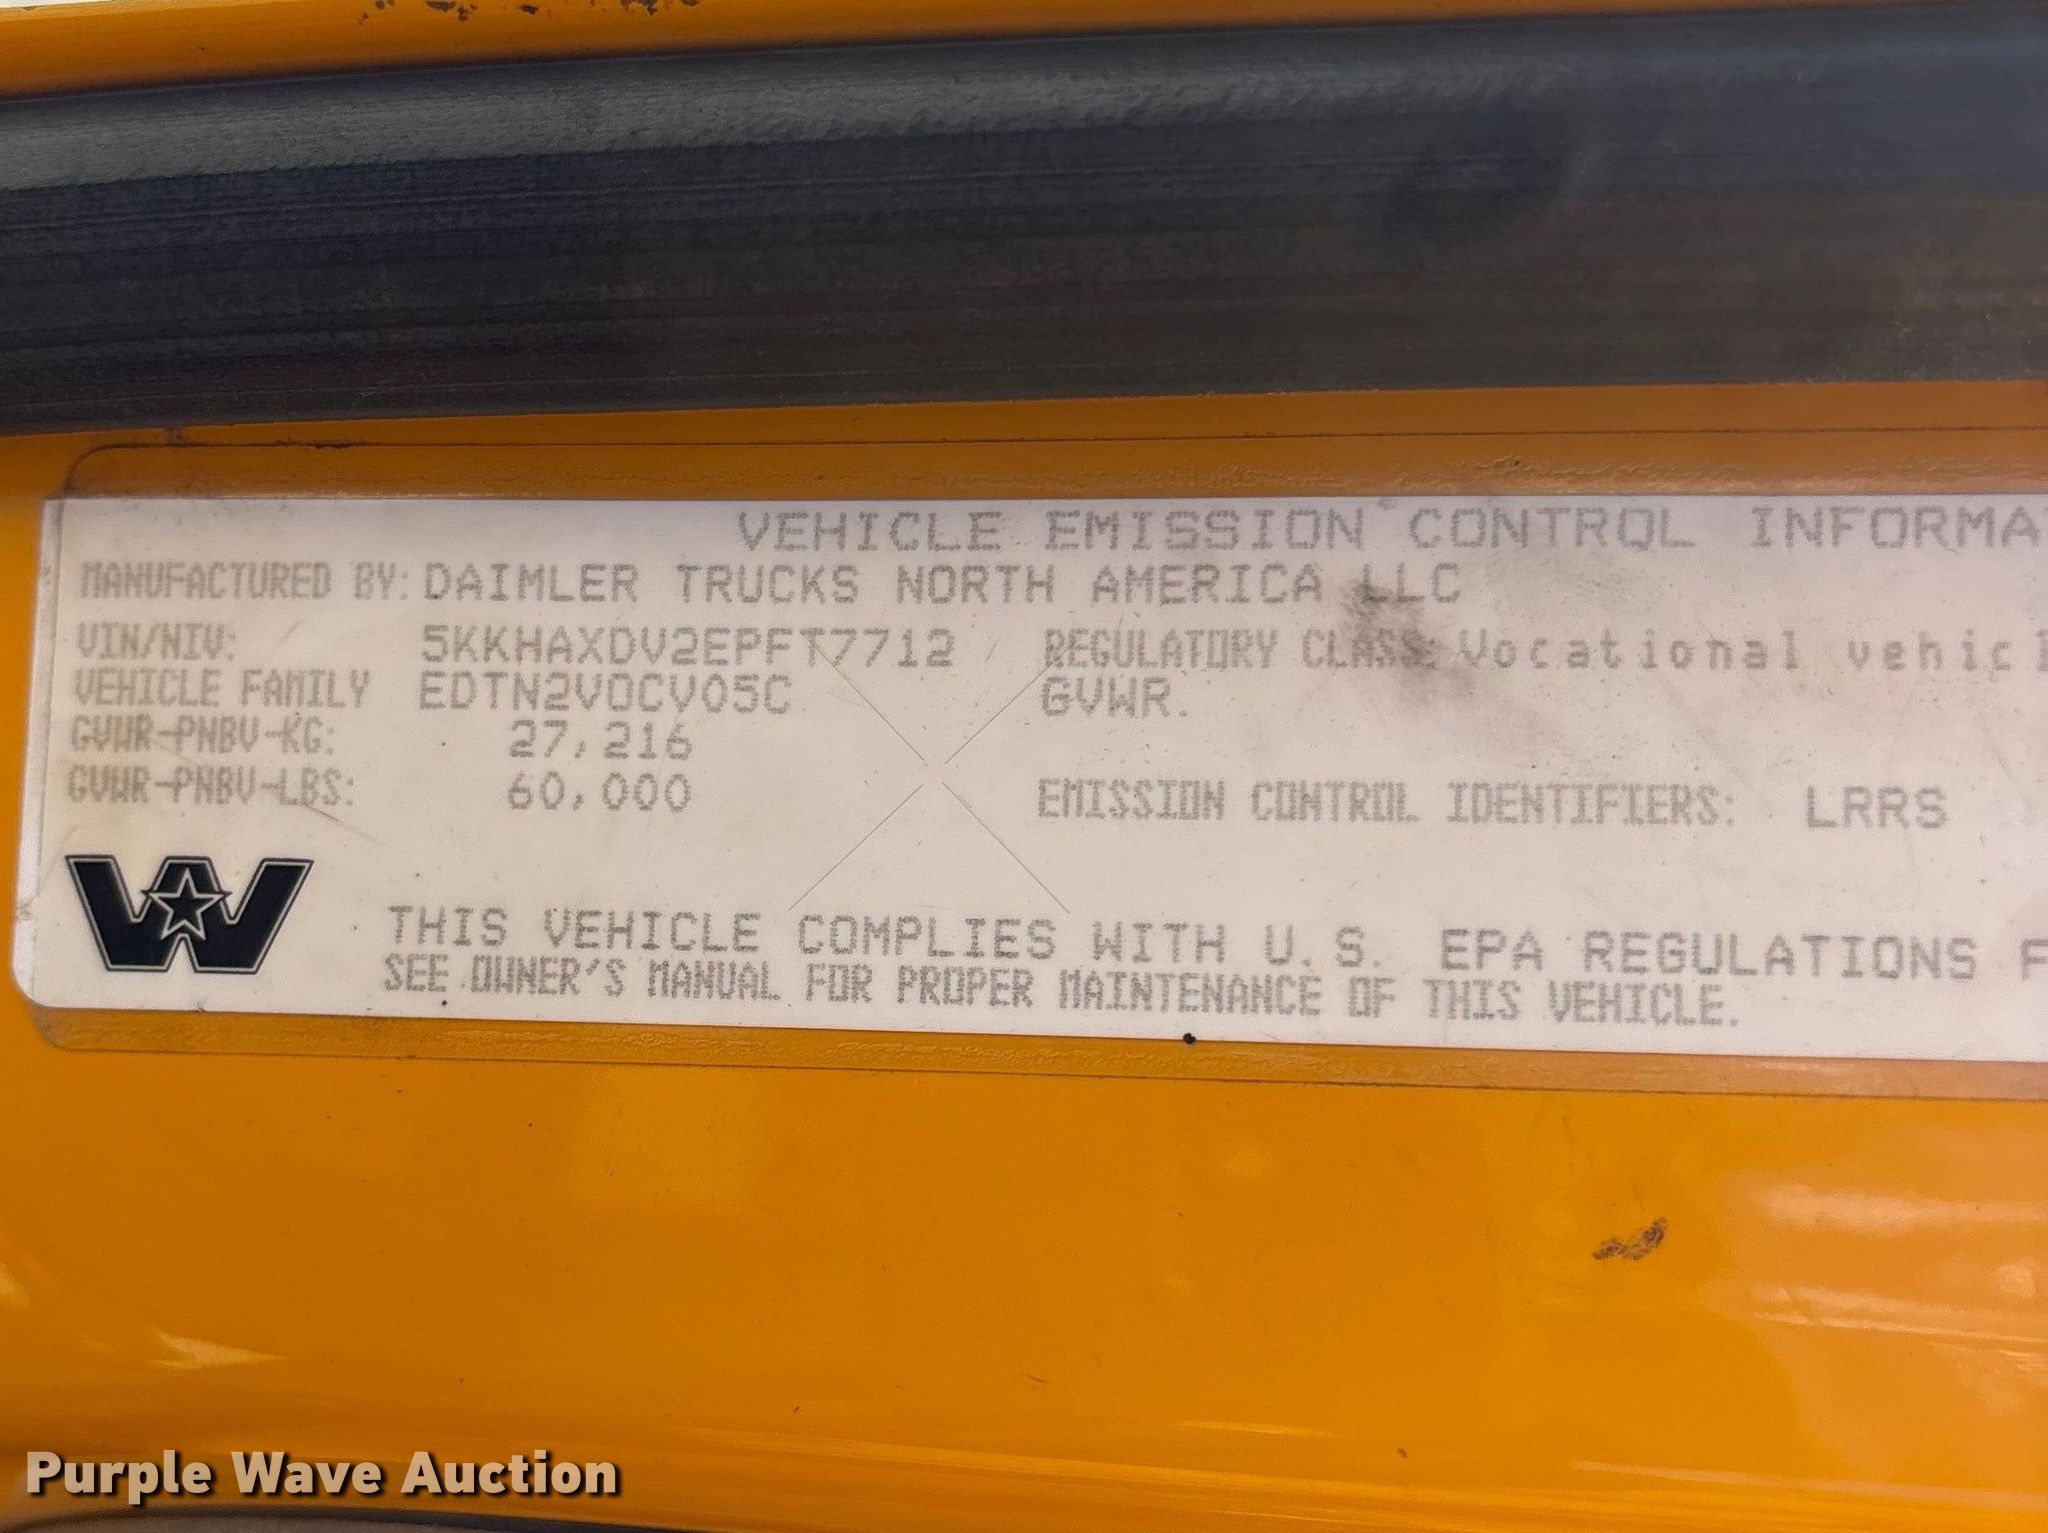 VEHICLE EMISSION CONTROL INFORMA
MANUFACTURED BY: DAIMLER TRUCKS NORTH AMERICA LLC
VIN/NIV: 5KKHAXDV2EPFT7712 REGULATORY CLASS: Vocational vehicl
VEHICLE FAMILY EDTN2VOCV05C GVWR.
GVWR-PNBV-KG: 27,216
GVWR-PNBV-LBS: 60,000 EMISSION CONTROL IDENTIFIERS: LRRS
THIS VEHICLE COMPLIES WITH U.S. EPA REGULATIONS F
SEE OWNER'S MANUAL FOR PROPER MAINTENANCE OF THIS VEHICLE.
Purple Wave Auction